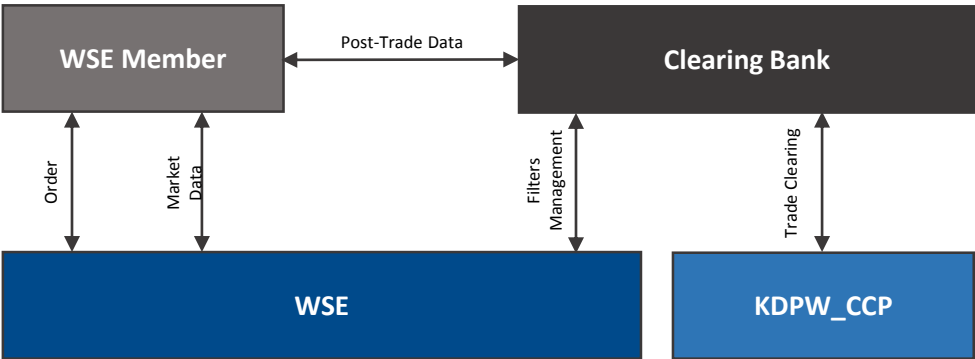 Post-Trade Data
WSE Member
Clearing Bank
Order
Market
Data
Filters
Management
Trade Clearing
WSE
KDPW_CCP